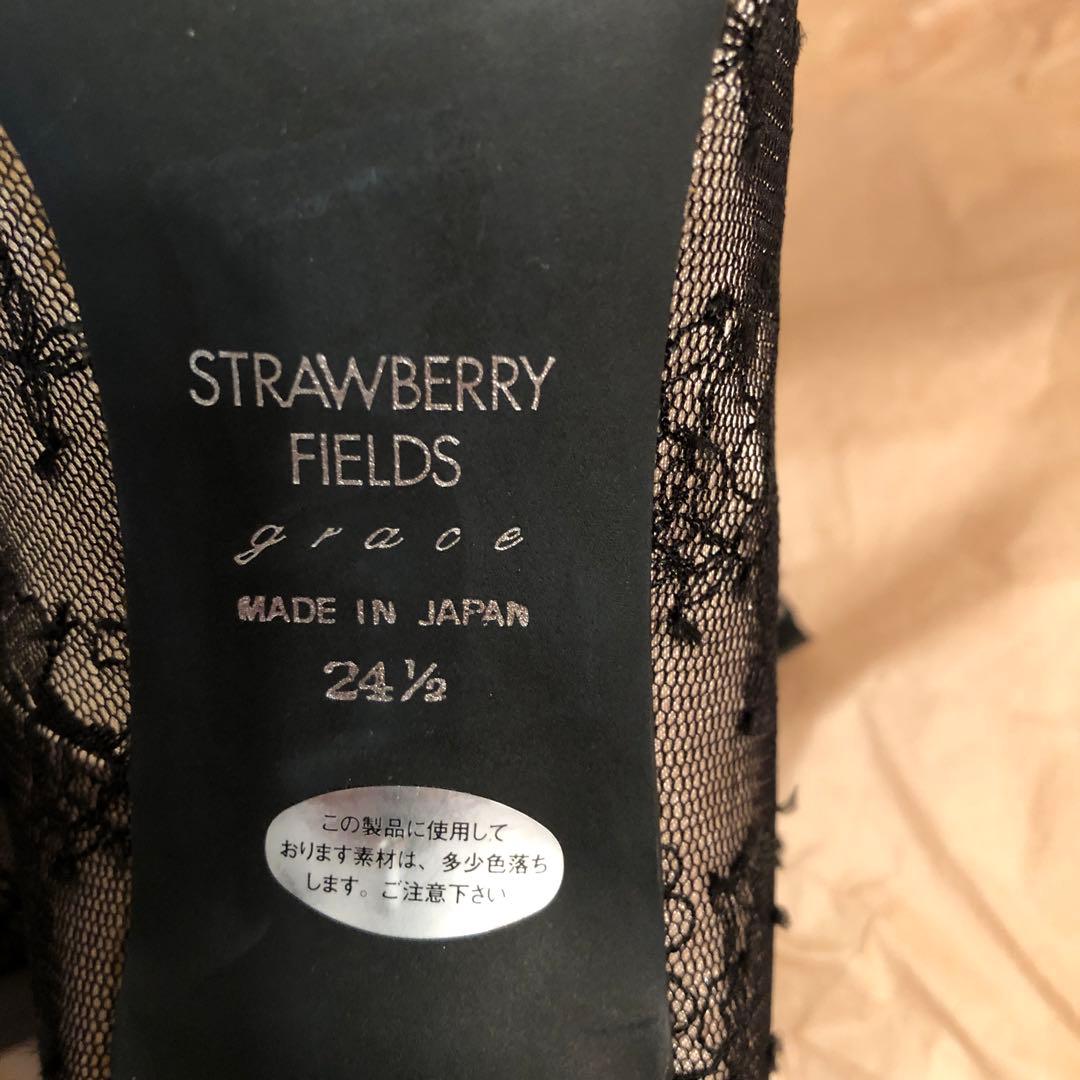 STRAWBERRY
FIELDS
grace
MADE IN JAPAN
24½
この製品に使用して
おります素材は、多少色落ち
します。ご注意下さい